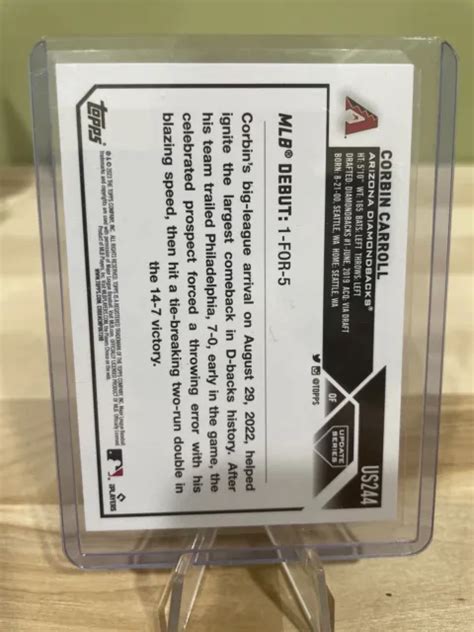 US244
UPDATE
SERIES
OF
CORBIN CARROLL
ARIZONA DIAMONDBACKS®
HT: 5'10" WT: 165 BATS: LEFT THROWS: LEFT
DRAFTED: DIAMONDBACKS #1-JUNE, 2019 ACQ: VIA DRAFT
BORN: 8-21-00, SEATTLE, WA HOME: SEATTLE, WA
@TOPPS
MLB® DEBUT: 1-FOR-5
Corbin's big-league arrival on August 29, 2022, helped
ignite the largest comeback in D-backs history. After
his team trailed Philadelphia, 7-0, early in the game, the
celebrated prospect forced a throwing error with his
blazing speed, then hit a tie-breaking two-run double in
the 14-7 victory.
topps
PLAYERS